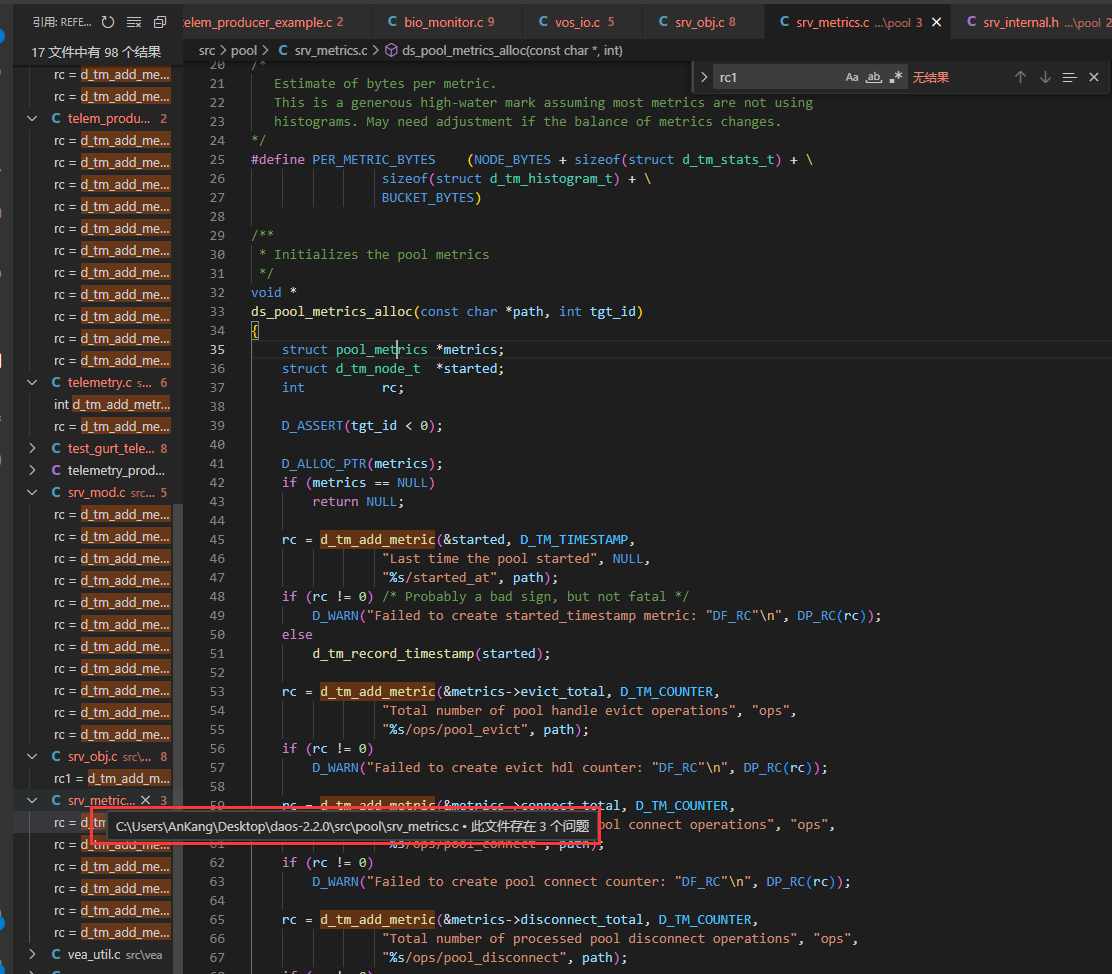 引用: REFE...
17 文件中有 98 个结果
rc = d_tm_add_me...
rc = d_tm_add_me...
telem_produ... 2
rc = d_tm_add_me...
rc = d_tm_add_me...
rc = d_tm_add_me...
rc = d_tm_add_me...
rc = d_tm_add_me...
rc = d_tm_add_me...
rc = d_tm_add_me...
rc = d_tm_add_me...
rc = d_tm_add_me...
rc = d_tm_add_me...
rc = d_tm_add_me...
C telemetry.c s... 6
int d_tm_add_metr...
rc = d_tm_add_me...
C test_gurt_tele... 8
C telemetry_prod...
C srv_mod.c src... 5
rc = d_tm_add_me...
rc = d_tm_add_me...
rc = d_tm_add_me...
rc = d_tm_add_me...
rc = d_tm_add_me...
rc = d_tm_add_me...
rc = d_tm_add_me...
rc = d_tm_add_me...
rc = d_tm_add_me...
rc = d_tm_add_me...
rc = d_tm_add_me...
C srv_obj.c src\... 8
rc1 = d_tm_add_m...
C srv_metric... 3
rc = d_tm
rc = d_tm_add_me...
rc = d_tm_add_me...
rc = d_tm_add_me...
rc = d_tm_add_me...
rc = d_tm_add_me...
C vea_util.c src\vea
telem_producer_example.c 2
C bio_monitor.c 9
C vos_io.c 5
C srv_obj.c 8
C srv_metrics.c ...\pool 3
C srv_internal.h ...\pool 2
src > pool > C srv_metrics.c > ds_pool_metrics_alloc(const char *, int)
rc1 Aa ab 无结果
20 /*
21 Estimate of bytes per metric.
22 This is a generous high-water mark assuming most metrics are not using
23 histograms. May need adjustment if the balance of metrics changes.
24 */
25 #define PER_METRIC_BYTES (NODE_BYTES + sizeof(struct d_tm_stats_t) + \
26 sizeof(struct d_tm_histogram_t) + \
27 BUCKET_BYTES)
28
29 /**
30 * Initializes the pool metrics
31 */
32 void *
33 ds_pool_metrics_alloc(const char *path, int tgt_id)
34 {
35 struct pool_metrics *metrics;
36 struct d_tm_node_t *started;
37 int rc;
38
39 D_ASSERT(tgt_id < 0);
40
41 D_ALLOC_PTR(metrics);
42 if (metrics == NULL)
43 return NULL;
44
45 rc = d_tm_add_metric(&started, D_TM_TIMESTAMP,
46 "Last time the pool started", NULL,
47 "%s/started_at", path);
48 if (rc != 0) /* Probably a bad sign, but not fatal */
49 D_WARN("Failed to create started_timestamp metric: "DF_RC"\n", DP_RC(rc));
50 else
51 d_tm_record_timestamp(started);
52
53 rc = d_tm_add_metric(&metrics->evict_total, D_TM_COUNTER,
54 "Total number of pool handle evict operations", "ops",
55 "%s/ops/pool_evict", path);
56 if (rc != 0)
57 D_WARN("Failed to create evict hdl counter: "DF_RC"\n", DP_RC(rc));
58
59 rc = d_tm_add_metric(&metrics->connect_total, D_TM_COUNTER,
C:\Users\AnKang\Desktop\daos-2.2.0\src\pool\srv_metrics.c • 此文件存在 3 个问题
ool connect operations", "ops",
61 "%s/ops/pool_connect", path);
62 if (rc != 0)
63 D_WARN("Failed to create pool connect counter: "DF_RC"\n", DP_RC(rc));
64
65 rc = d_tm_add_metric(&metrics->disconnect_total, D_TM_COUNTER,
66 "Total number of processed pool disconnect operations", "ops",
67 "%s/ops/pool_disconnect", path);